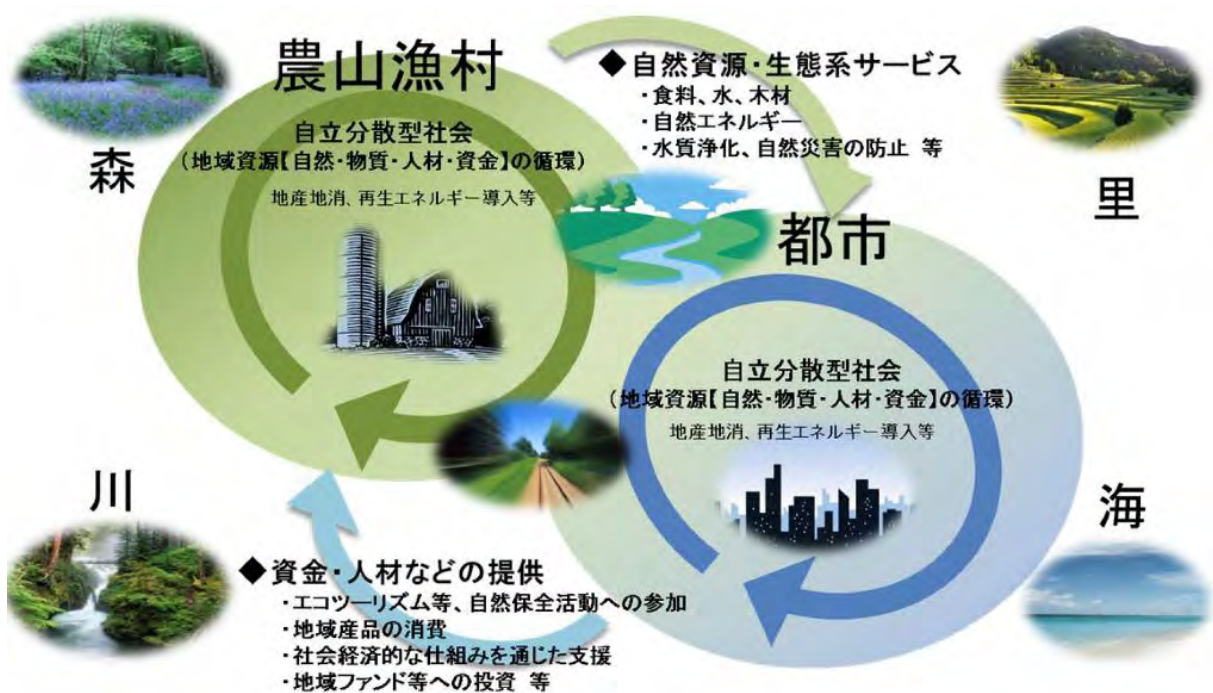 農山漁村
森
自立分散型社会
(地域資源【自然・物質・人材・資金】の循環)
地産地消、再生エネルギー導入等
◆自然資源・生態系サービス
・食料、水、木材
・自然エネルギー
・水質浄化、自然災害の防止 等
里
都市
自立分散型社会
(地域資源【自然・物質・人材・資金】の循環)
地産地消、再生エネルギー導入等
川
海
◆資金・人材などの提供
・エコツーリズム等、自然保全活動への参加
・地域産品の消費
・社会経済的な仕組みを通じた支援
・地域ファンド等への投資 等